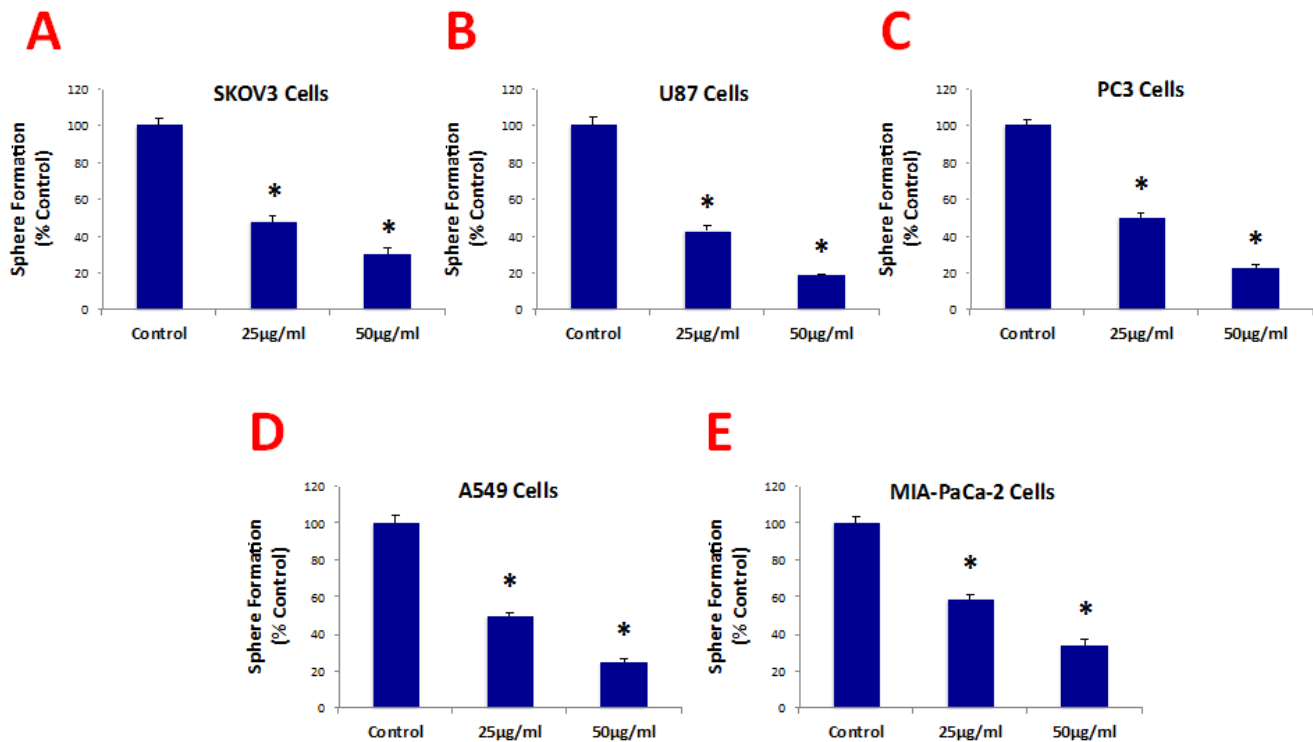 A
SKOV3 Cells
Sphere Formation
(% Control)
120
100
80
60
40
20
0
*
*
Control 25µg/ml 50µg/ml
B
U87 Cells
Sphere Formation
(% Control)
120
100
80
60
40
20
0
*
*
Control 25µg/ml 50µg/ml
C
PC3 Cells
Sphere Formation
(% Control)
120
100
80
60
40
20
0
*
*
Control 25µg/ml 50µg/ml
D
A549 Cells
Sphere Formation
(% Control)
120
100
80
60
40
20
0
*
*
Control 25µg/ml 50µg/ml
E
MIA-PaCa-2 Cells
Sphere Formation
(% Control)
120
100
80
60
40
20
0
*
*
Control 25µg/ml 50µg/ml